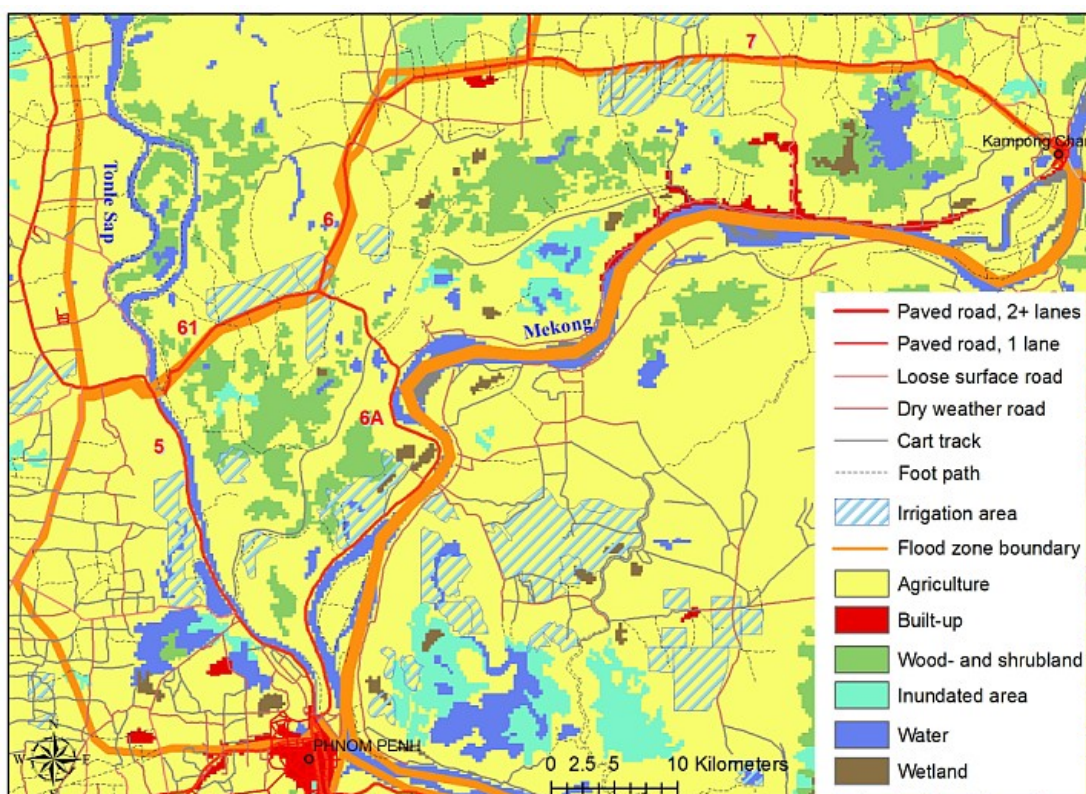 7
Kampong Cham
Tonle Sap
6
61
Mekong
6A
5
Paved road, 2+ lanes
Paved road, 1 lane
Loose surface road
Dry weather road
Cart track
Foot path
Irrigation area
Flood zone boundary
Agriculture
Built-up
Wood- and shrubland
Inundated area
Water
Wetland
N
W E
S
PHNOM PENH
0 2.5 5 10 Kilometers